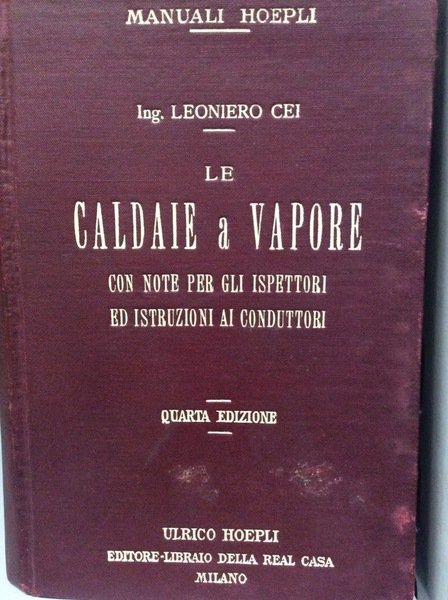 MANUALI HOEPLI
Ing. LEONIERO CEI
LE
CALDAIE a VAPORE
CON NOTE PER GLI ISPETTORI
ED ISTRUZIONI AI CONDUTTORI
QUARTA EDIZIONE
ULRICO HOEPLI
EDITORE-LIBRAIO DELLA REAL CASA
MILANO